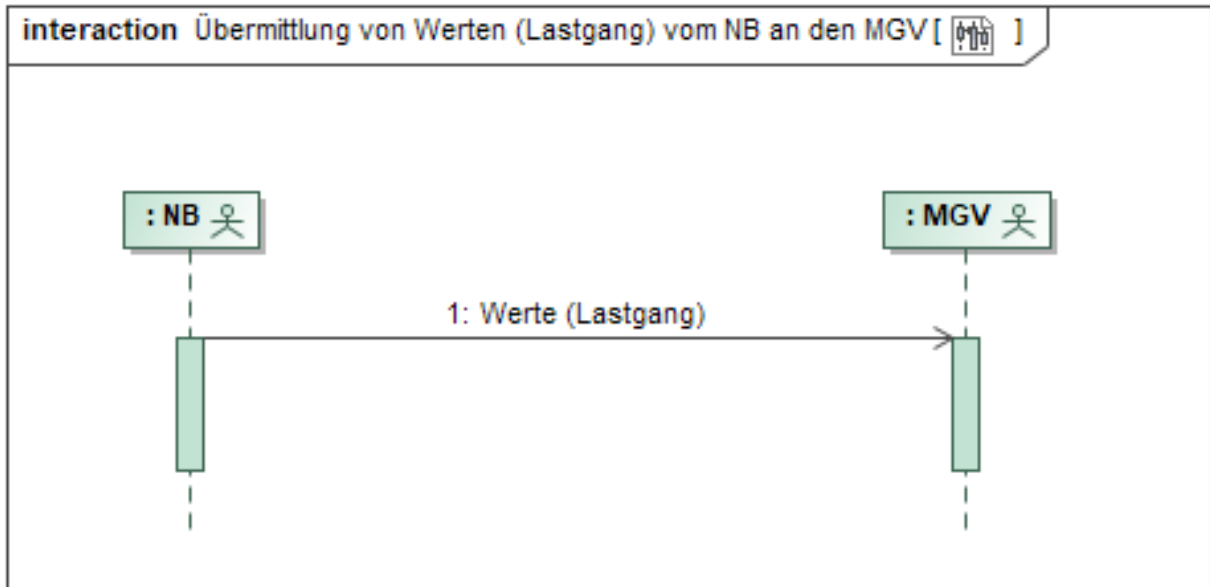 interaction Übermittlung von Werten (Lastgang) vom NB an den MGV [ ]
: NB
: MGV
1: Werte (Lastgang)